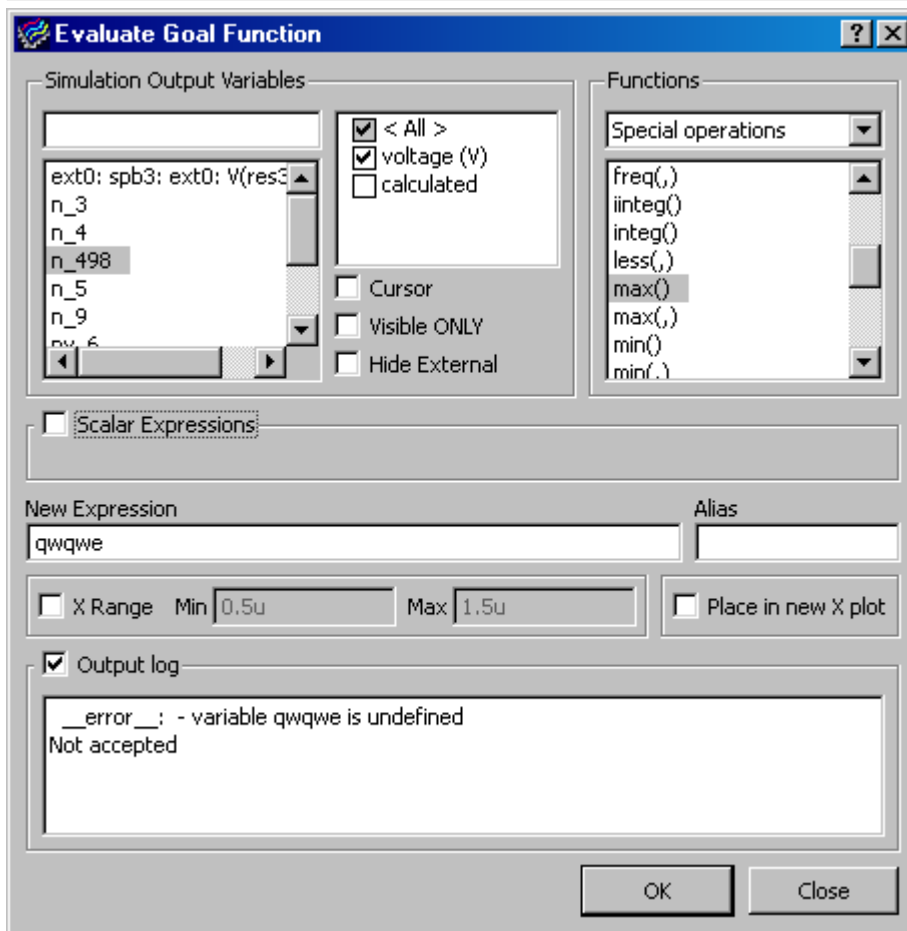 Evaluate Goal Function
Simulation Output Variables
ext0: spb3: ext0: V(res3
n_3
n_4
n_498
n_5
n_9
< All >
voltage (V)
calculated
Cursor
Visible ONLY
Hide External
Functions
Special operations
freq(,)
iinteg()
integ()
less(,)
max()
max(,)
min()
min(,)
Scalar Expressions
New Expression
qwqwe
Alias
X Range Min 0.5u Max 1.5u
Place in new X plot
Output log
__error__: - variable qwqwe is undefined
Not accepted
OK
Close